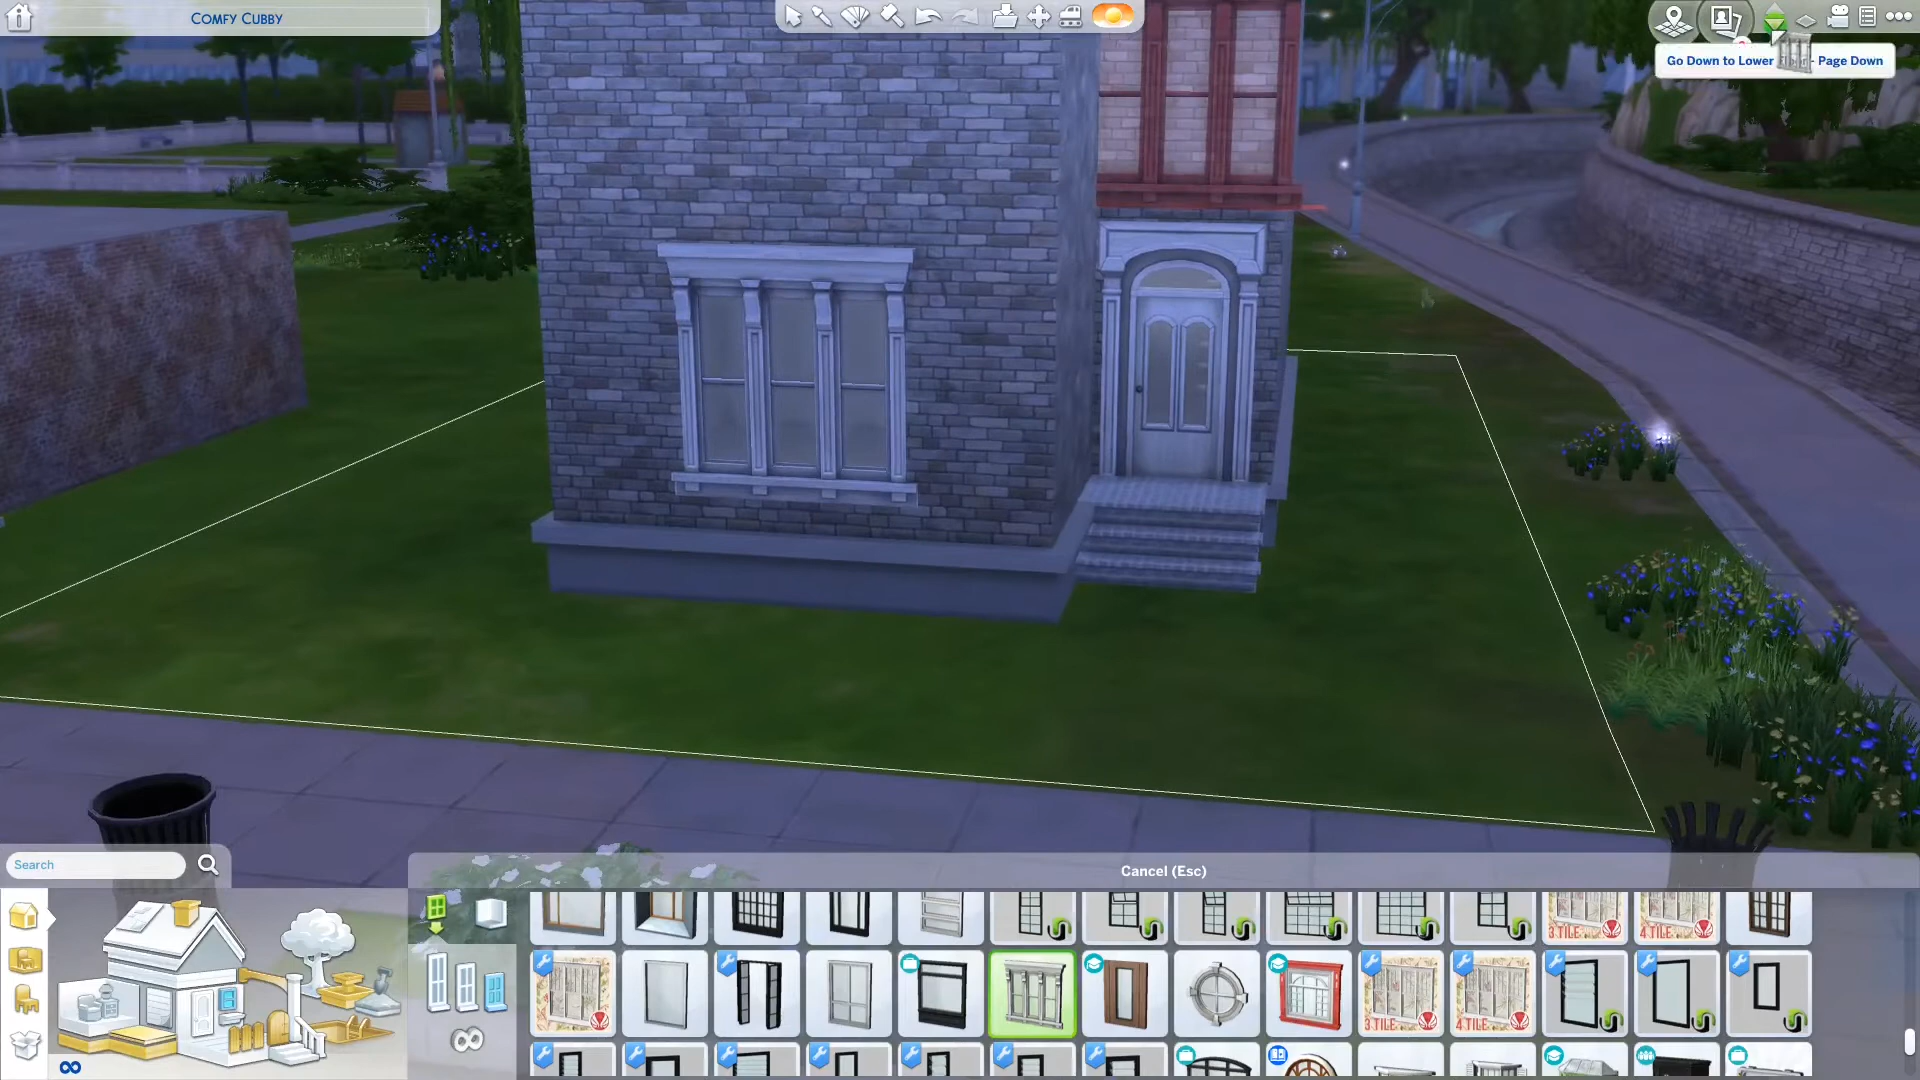 COMFY CUBBY
Go Down to Lower Floor - Page Down
Search
Cancel (Esc)
3 TILE
4 TILE
3 TILE
4 TILE